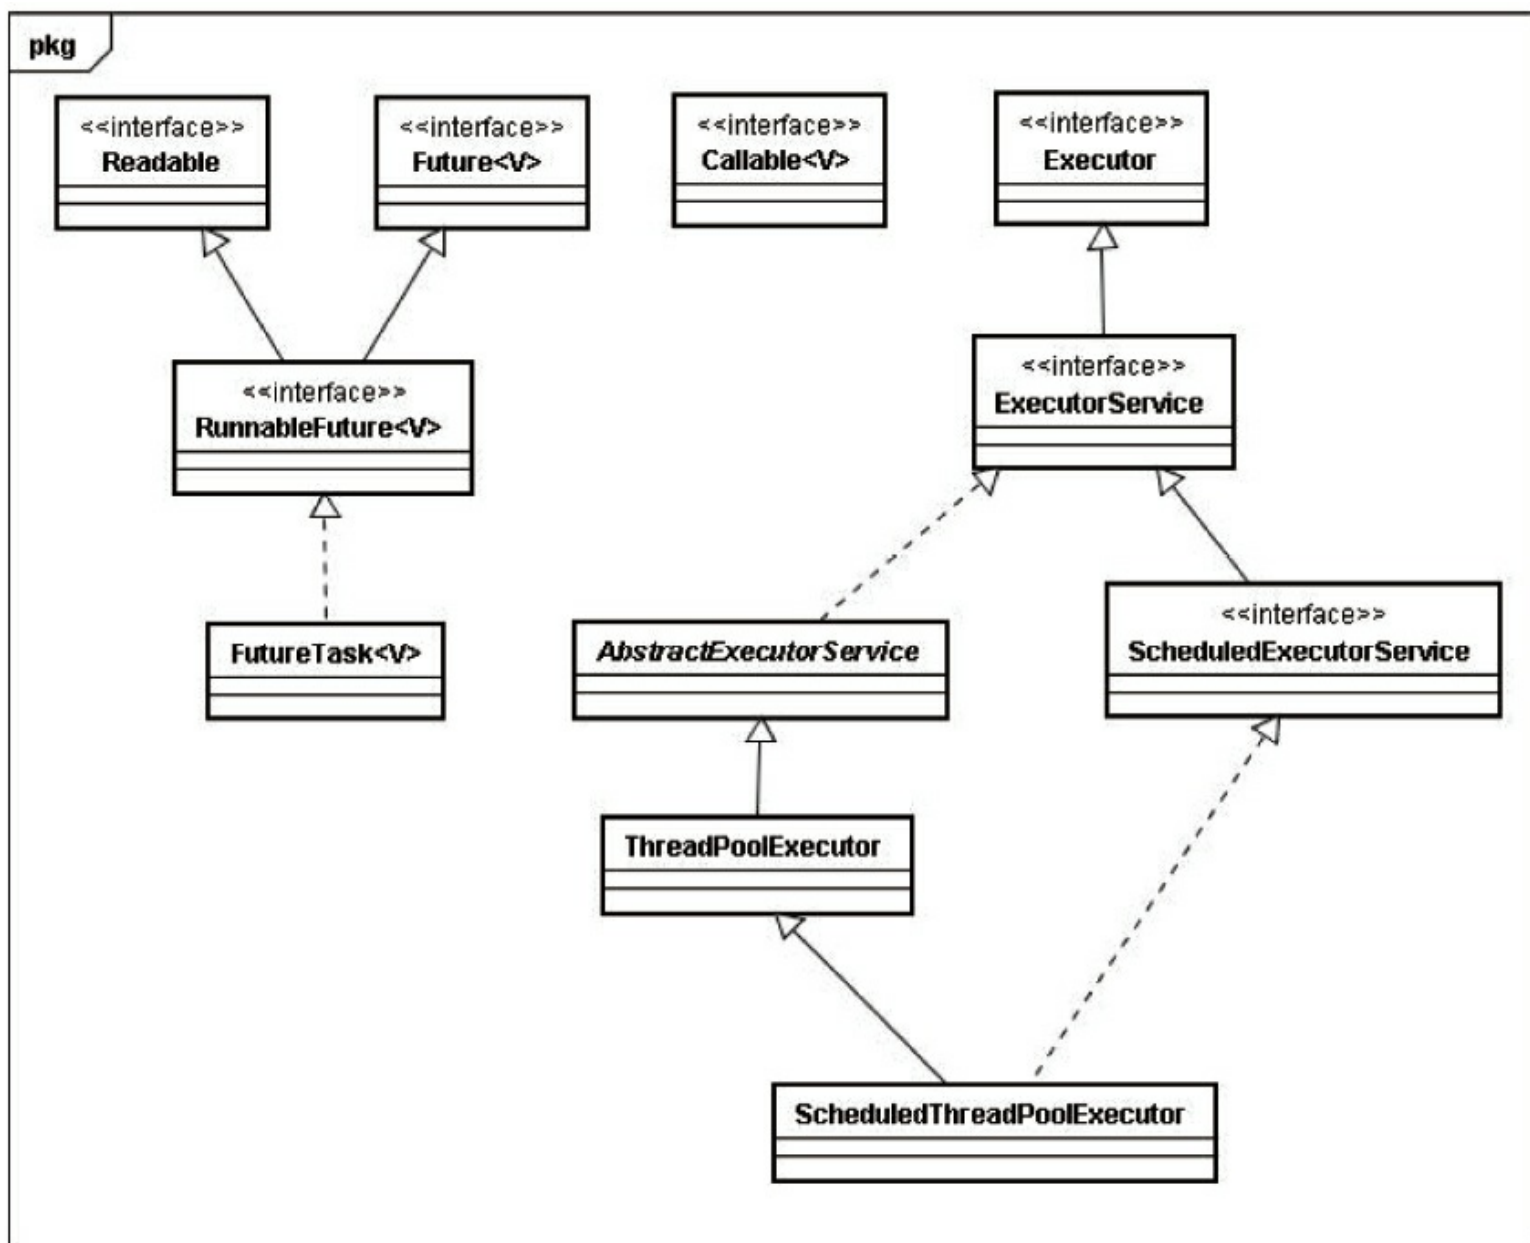 pkg
<<interface>>
Readable
<<interface>>
Future<V>
<<interface>>
Callable<V>
<<interface>>
Executor
<<interface>>
RunnableFuture<V>
<<interface>>
ExecutorService
FutureTask<V>
AbstractExecutorService
<<interface>>
ScheduledExecutorService
ThreadPoolExecutor
ScheduledThreadPoolExecutor